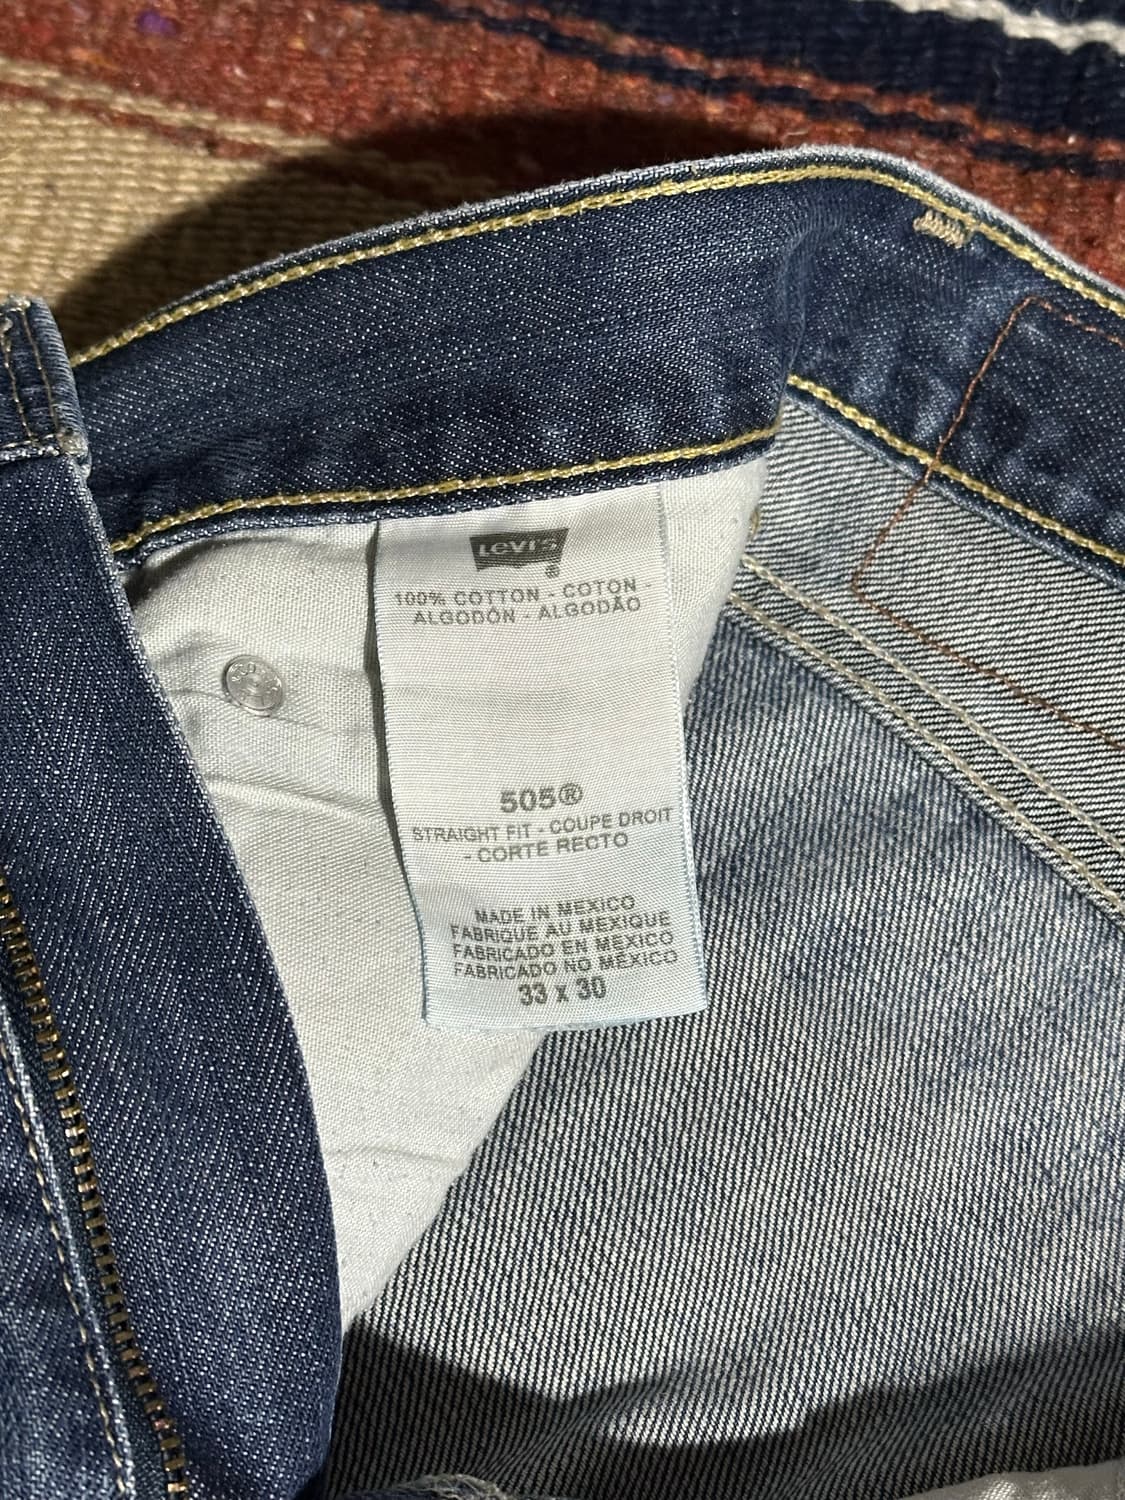 Levi's
®
100% COTTON - COTON -
ALGODÓN - ALGODÃO
505®
STRAIGHT FIT - COUPE DROIT
- CORTE RECTO
MADE IN MEXICO
FABRIQUÉ AU MEXIQUE
FABRICADO EN MÉXICO
FABRICADO NO MÉXICO
33 x 30